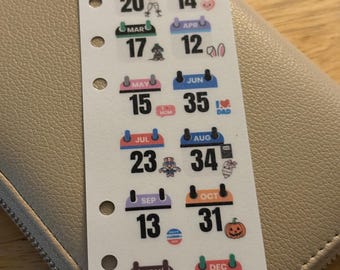 20 14
MAR APR
17 12
MAY JUN
15 35
MOM I DAD
JUL AUG
23 34
SEP OCT
13 31
DEC